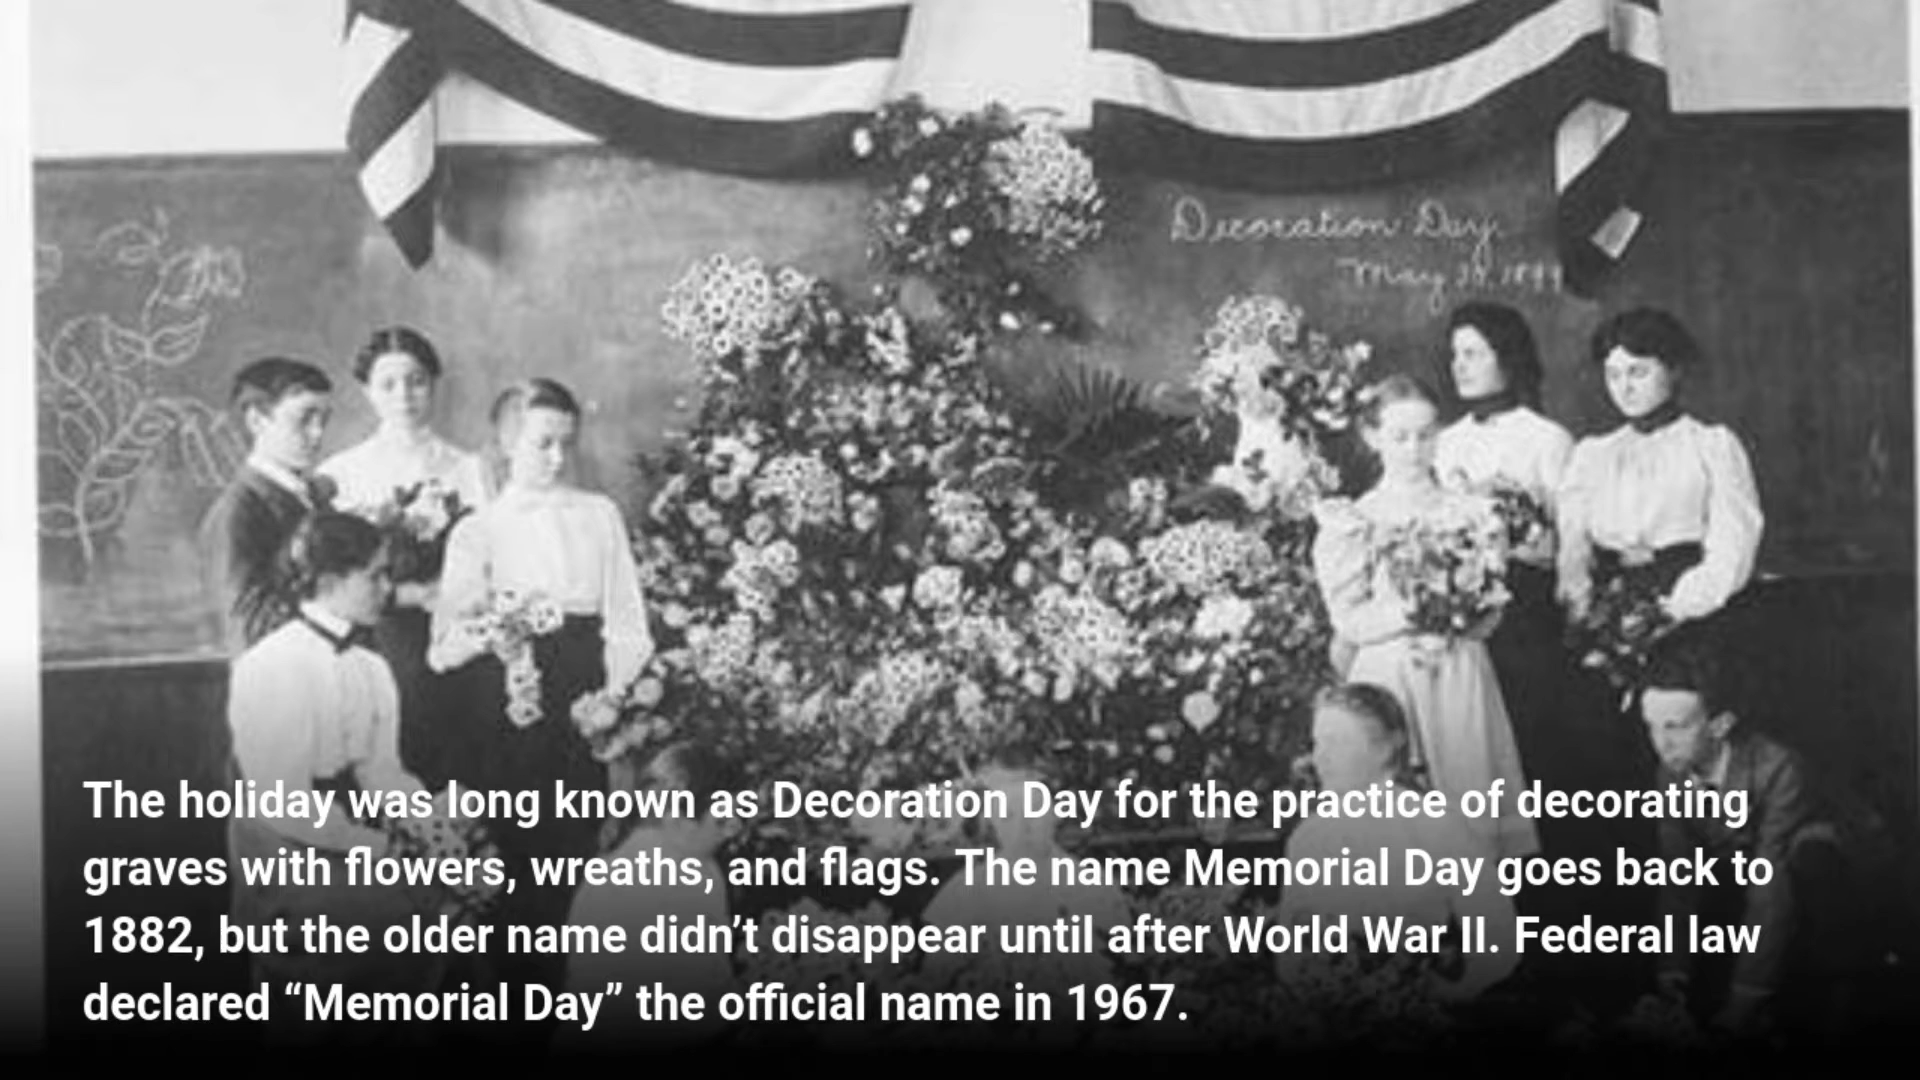 Decoration Day.
May 1899
The holiday was long known as Decoration Day for the practice of decorating
graves with flowers, wreaths, and flags. The name Memorial Day goes back to
1882, but the older name didn’t disappear until after World War II. Federal law
declared “Memorial Day” the official name in 1967.